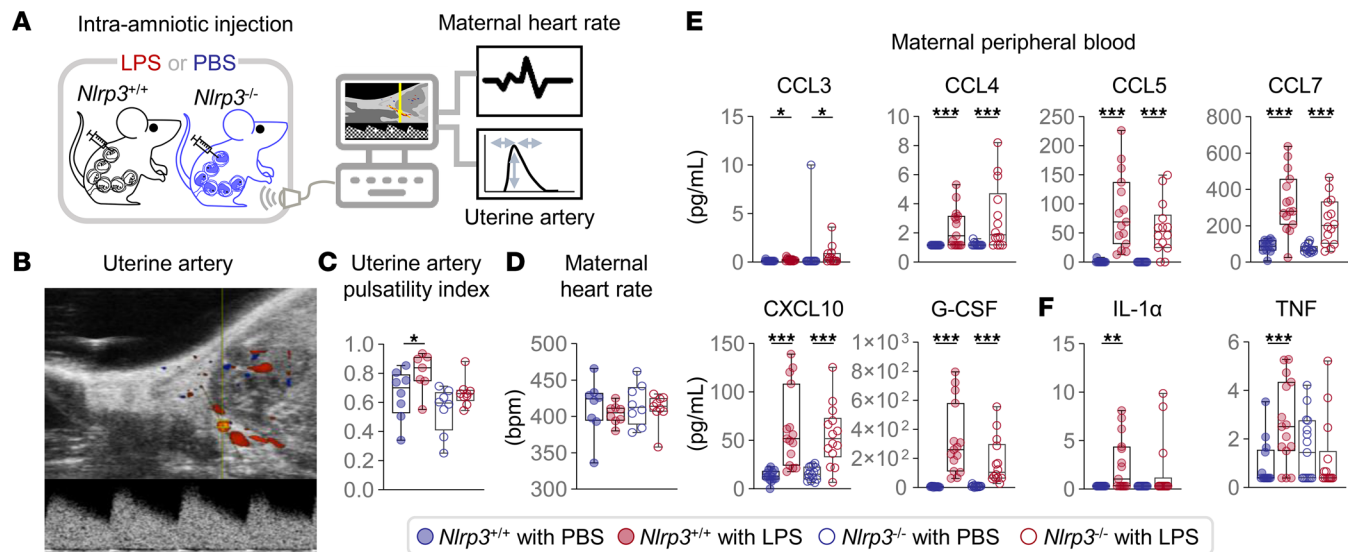 A
Intra-amniotic injection
LPS or PBS
Nlrp3+/+
Nlrp3-/-
Maternal heart rate
Uterine artery
B
Uterine artery
C
Uterine artery
pulsatility index
1.0
0.8
0.6
0.4
0.2
0.0
*
D
Maternal
heart rate
(bpm)
500
450
400
350
300
E
Maternal peripheral blood
(pg/mL)
CCL3
15
10
5
0
*
*
CCL4
10
8
6
4
2
0
***
***
CCL5
250
200
150
100
50
0
***
***
CCL7
800
600
400
200
0
***
***
(pg/mL)
CXCL10
150
100
50
0
***
***
G-CSF
1×10³
8×10²
6×10²
4×10²
2×10²
0
***
***
F
IL-1α
15
10
5
0
**
TNF
6
4
2
0
***
Nlrp3+/+ with PBS
Nlrp3+/+ with LPS
Nlrp3-/- with PBS
Nlrp3-/- with LPS